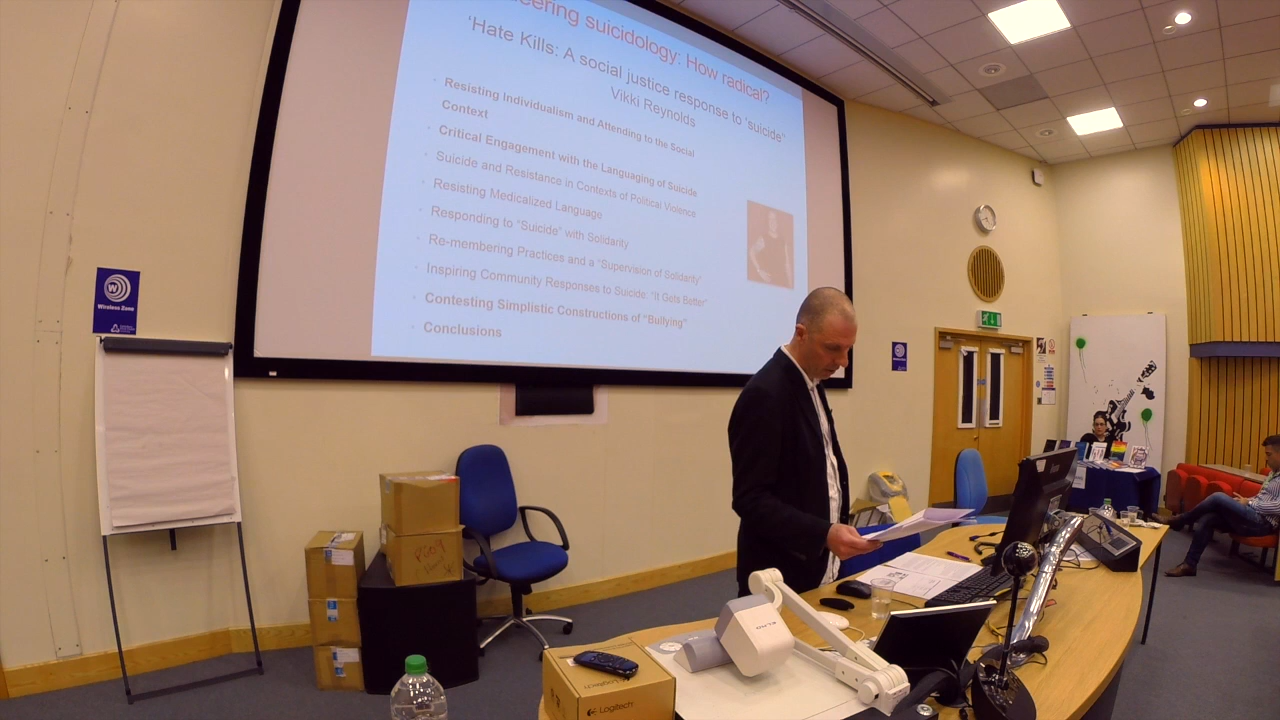 eering suicidology: How radical?
'Hate Kills: A social justice response to "suicide"
Vikki Reynolds
Resisting Individualism and Attending to the Social
Context
Critical Engagement with the Languaging of Suicide
Suicide and Resistance in Contexts of Political Violence
Resisting Medicalized Language
Responding to "Suicide" with Solidarity
Re-membering Practices and a "Supervision of Solidarity"
Inspiring Community Responses to Suicide: "It Gets Better"
Contesting Simplistic Constructions of "Bullying"
Conclusions
W
Wireless Zone
ELMO
Logitech